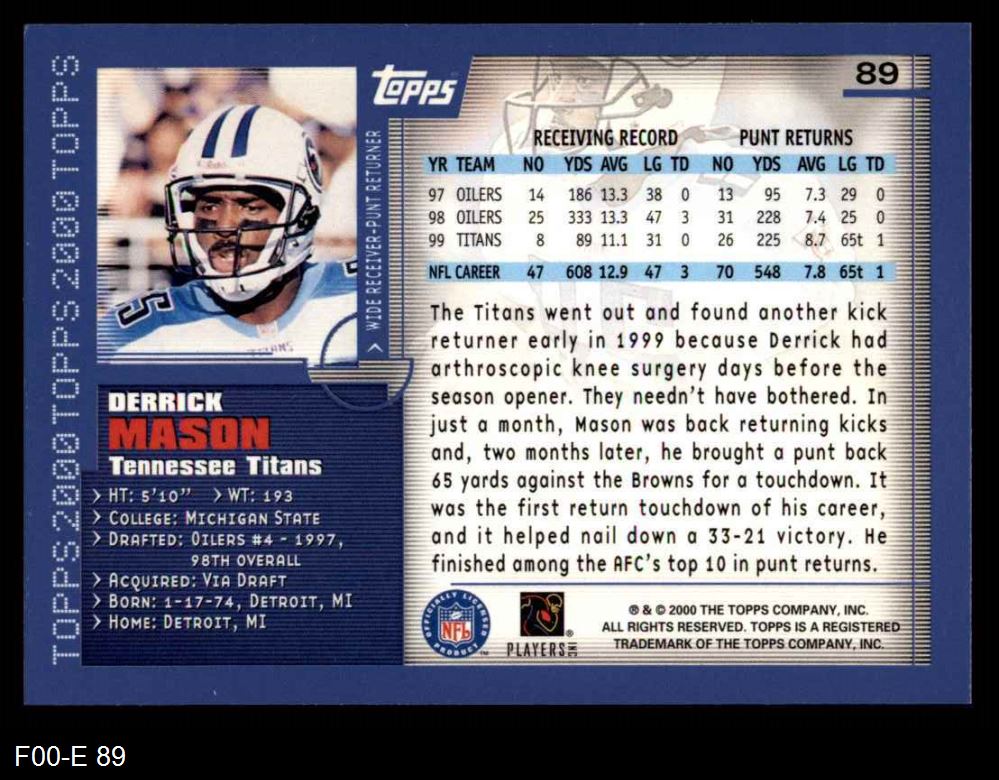 TOPPS2000TOPPS2000TOPPS
Topps
89
WIDE RECEIVER-PUNT RETURNER
RECEIVING RECORD PUNT RETURNS
YR TEAM NO YDS AVG LG TD NO YDS AVG LG TD
97 OILERS 14 186 13.3 38 0 13 95 7.3 29 0
98 OILERS 25 333 13.3 47 3 31 228 7.4 25 0
99 TITANS 8 89 11.1 31 0 26 225 8.7 65t 1
NFL CAREER 47 608 12.9 47 3 70 548 7.8 65t 1
The Titans went out and found another kick
returner early in 1999 because Derrick had
arthroscopic knee surgery days before the
season opener. They needn't have bothered. In
just a month, Mason was back returning kicks
and, two months later, he brought a punt back
65 yards against the Browns for a touchdown. It
was the first return touchdown of his career,
and it helped nail down a 33-21 victory. He
finished among the AFC's top 10 in punt returns.
DERRICK
MASON
Tennessee Titans
> HT: 5'10" > WT: 193
> COLLEGE: MICHIGAN STATE
> DRAFTED: OILERS #4 - 1997,
98TH OVERALL
> ACQUIRED: VIA DRAFT
> BORN: 1-17-74, DETROIT, MI
> HOME: DETROIT, MI
OFFICIALLY LICENSED
NFL
PRODUCT
PLAYERS INC
® & © 2000 THE TOPPS COMPANY, INC.
ALL RIGHTS RESERVED. TOPPS IS A REGISTERED
TRADEMARK OF THE TOPPS COMPANY, INC.
F00-E 89